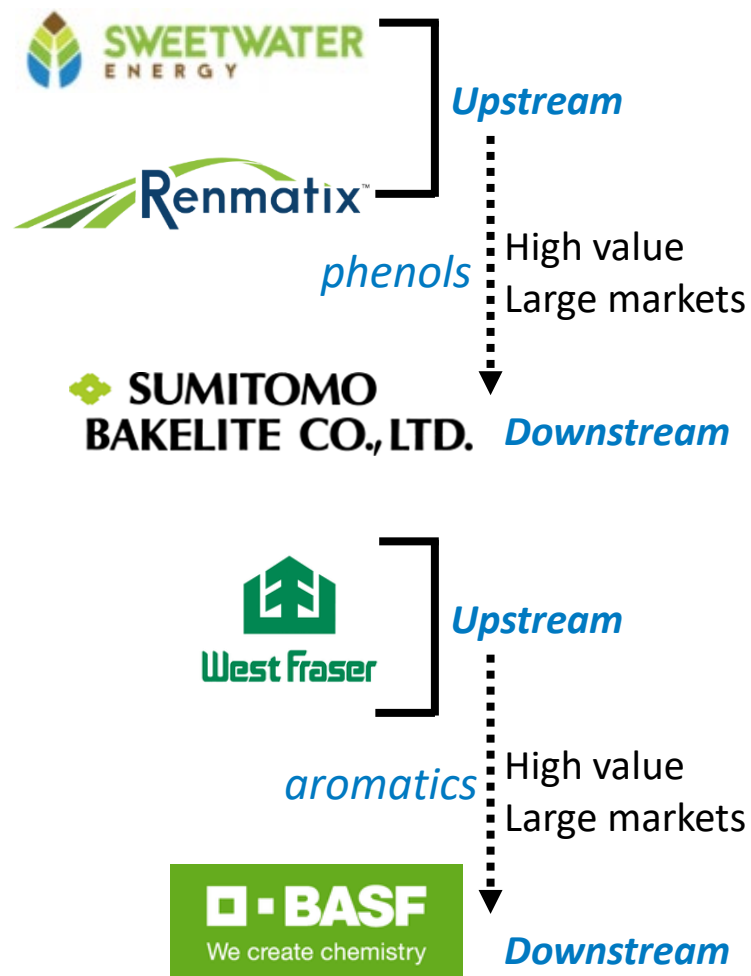 SWEETWATER
ENERGY
Upstream
Renmatix™
High value
phenols
Large markets
SUMITOMO
BAKELITE CO., LTD.
Downstream
Upstream
West Fraser
High value
aromatics
Large markets
BASF
We create chemistry
Downstream